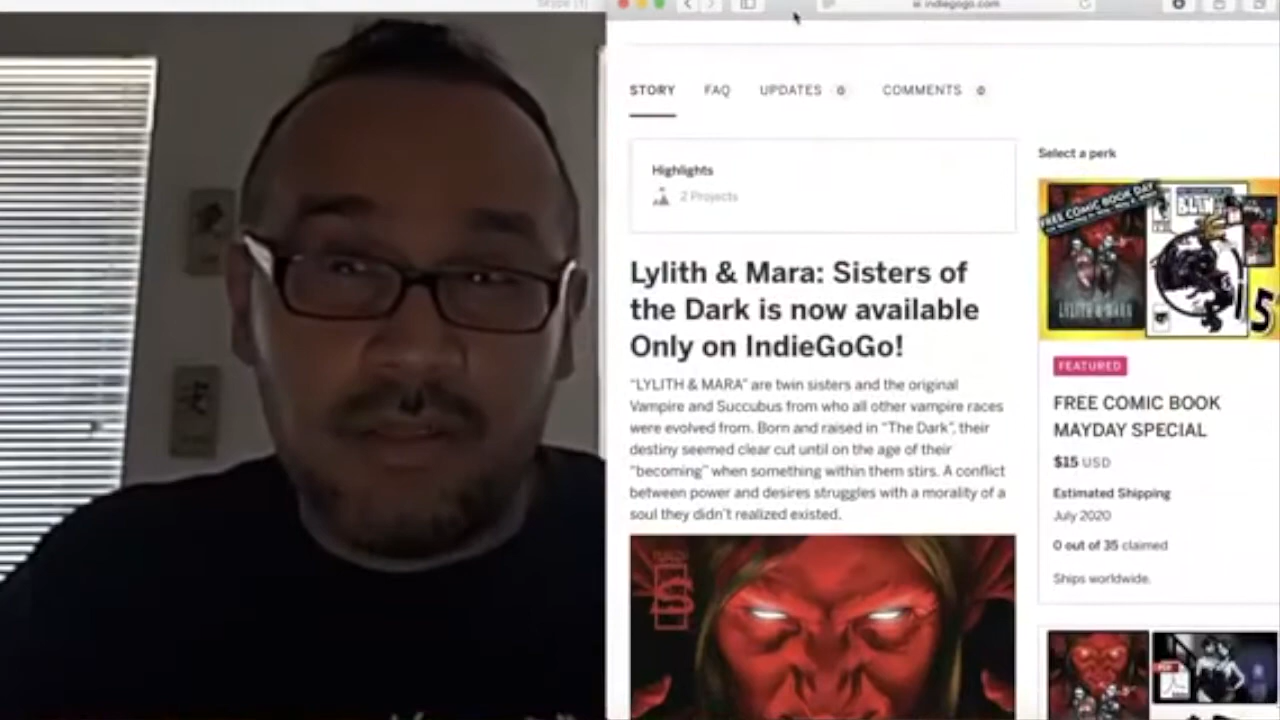 Skype (1)
indiegogo.com
STORY FAQ UPDATES 0 COMMENTS 0
Highlights
2 Projects
Lylith & Mara: Sisters of
the Dark is now available
Only on IndieGoGo!
“LYLITH & MARA” are twin sisters and the original
Vampire and Succubus from who all other vampire races
were evolved from. Born and raised in “The Dark”, their
destiny seemed clear cut until on the age of their
“becoming” when something within them stirs. A conflict
between power and desires struggles with a morality of a
soul they didn’t realized existed.
Select a perk
FREE COMIC BOOK DAY
LYLITH & MARA
15
FEATURED
FREE COMIC BOOK
MAYDAY SPECIAL
$15 USD
Estimated Shipping
July 2020
0 out of 35 claimed
Ships worldwide.
PDF